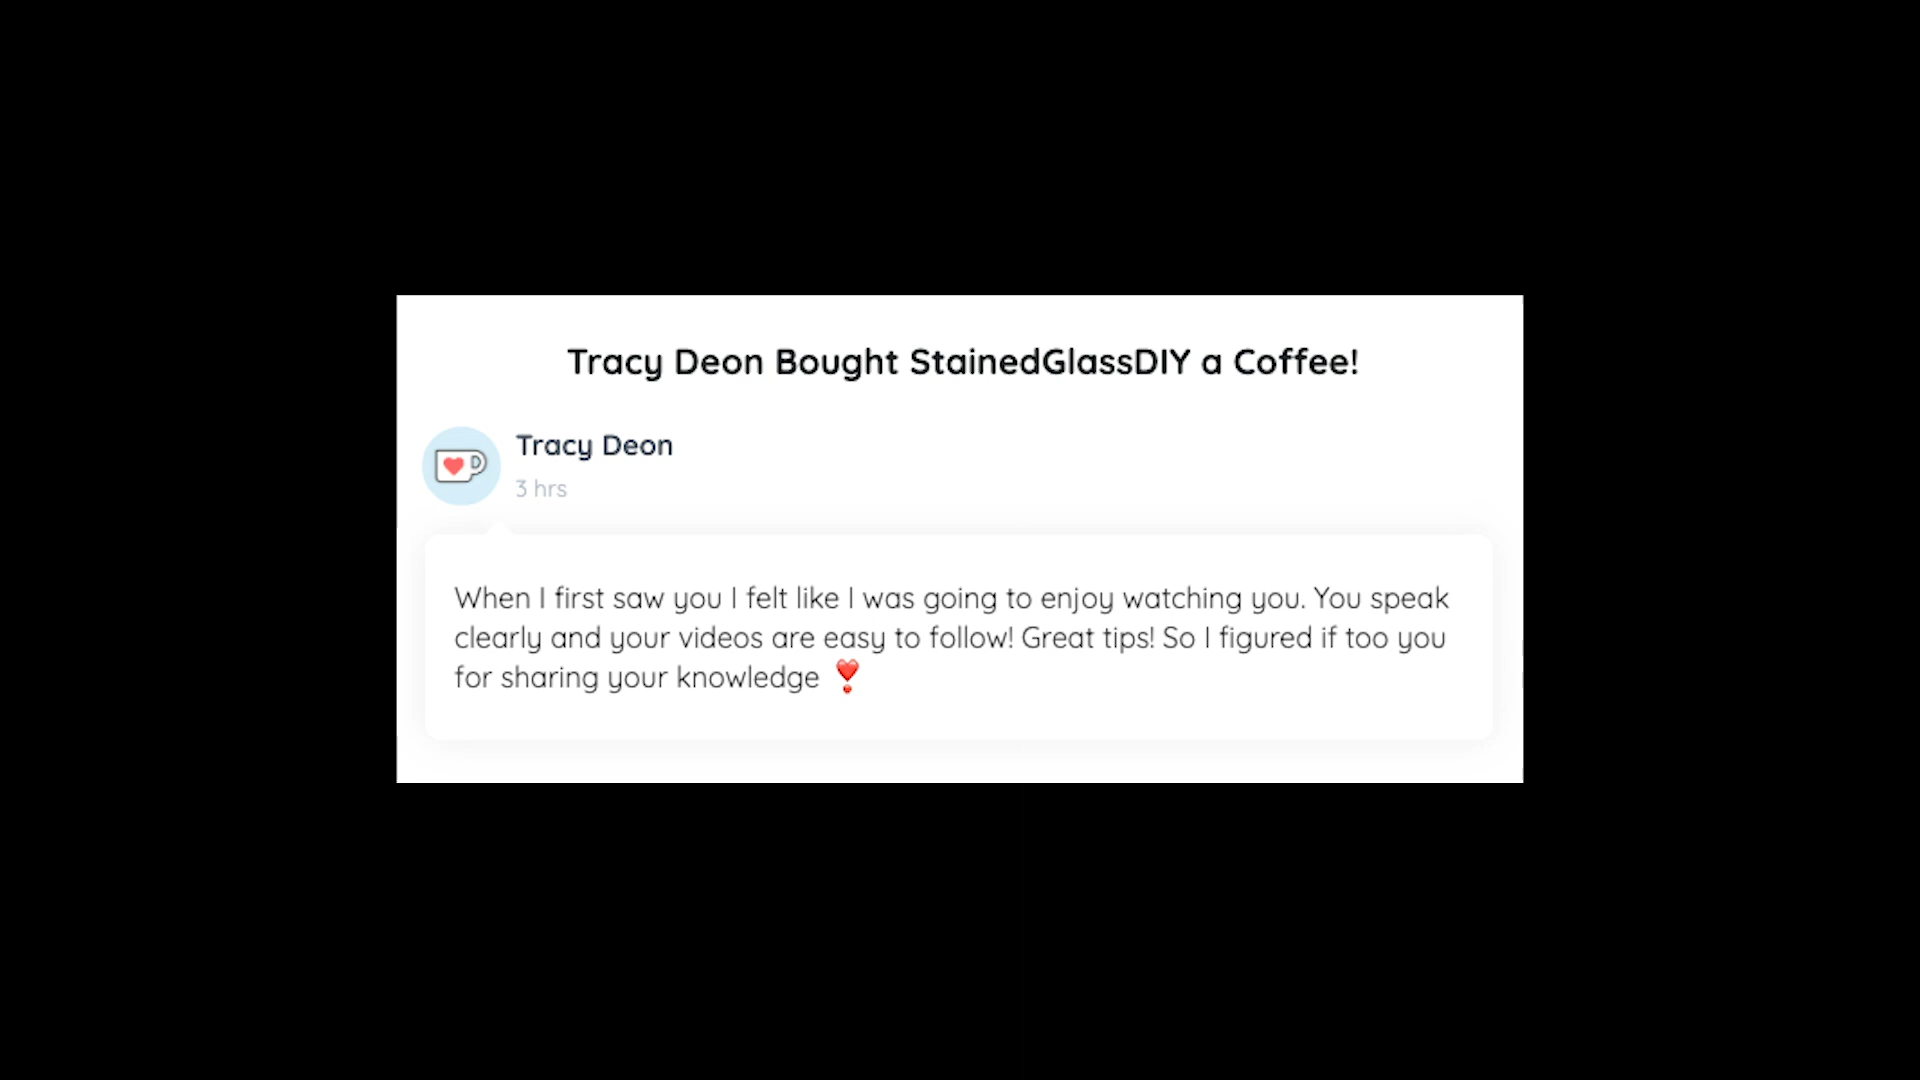 Tracy Deon Bought StainedGlassDIY a Coffee!
Tracy Deon
3 hrs
When I first saw you I felt like I was going to enjoy watching you. You speak
clearly and your videos are easy to follow! Great tips! So I figured if too you
for sharing your knowledge ❣️